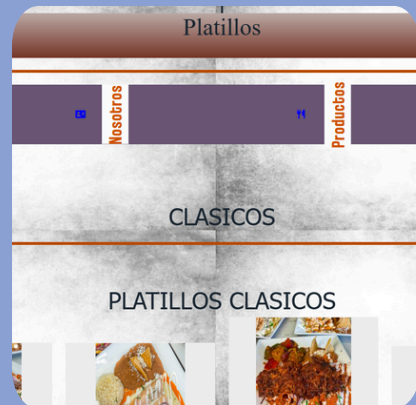 Platillos
Nosotros
Productos
CLASICOS
PLATILLOS CLASICOS